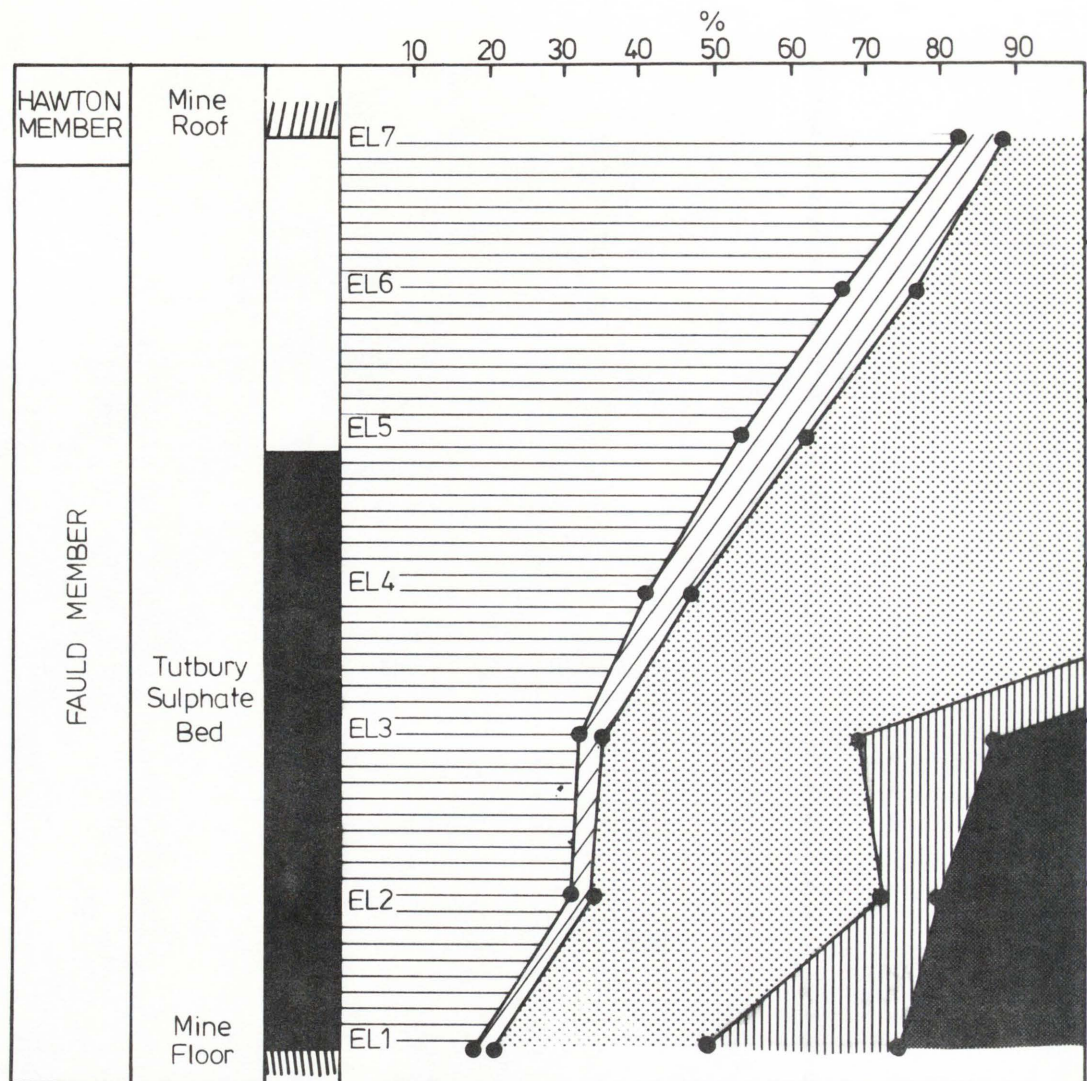 %
10 20 30 40 50 60 70 80 90
HAWTON
MEMBER
Mine
Roof
EL7
EL6
EL5
EL4
FAULD MEMBER
Tutbury
Sulphate
Bed
EL3
EL2
EL1
Mine
Floor